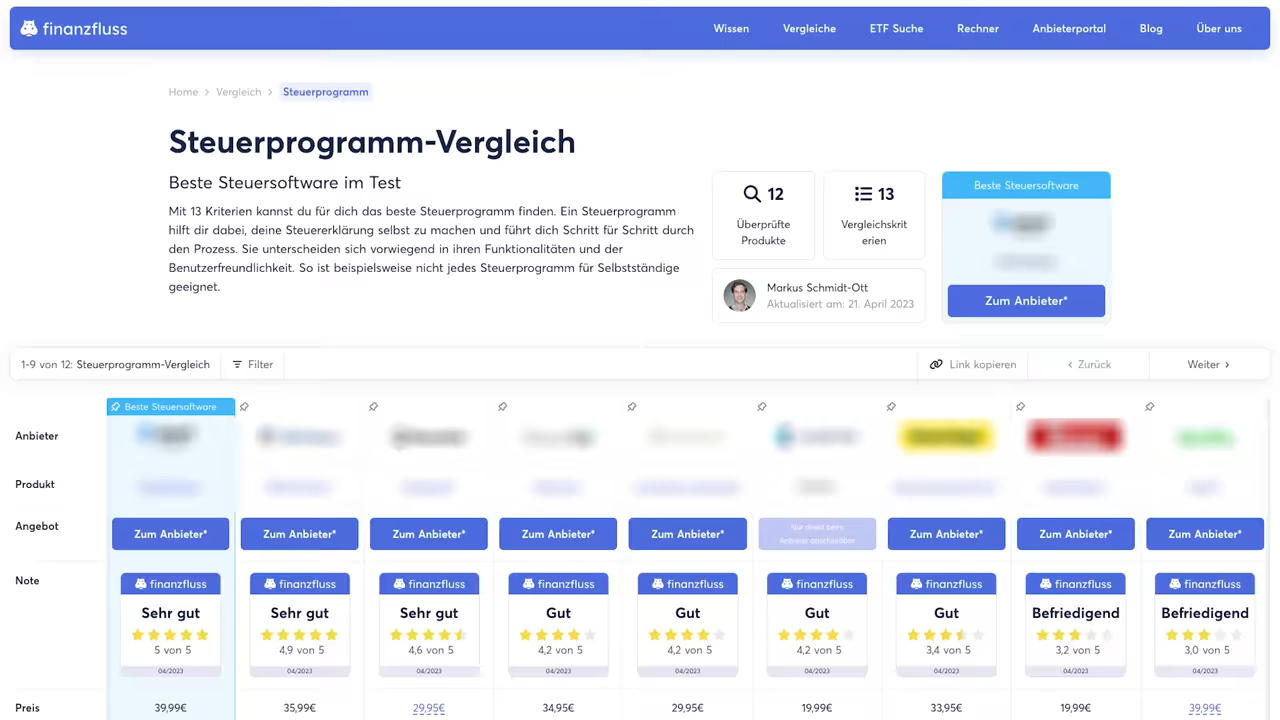 finanzfluss
Wissen Vergleiche ETF Suche Rechner Anbieterportal Blog Über uns
Home > Vergleich > Steuerprogramm
Steuerprogramm-Vergleich
Beste Steuersoftware im Test
Mit 13 Kriterien kannst du für dich das beste Steuerprogramm finden. Ein Steuerprogramm
hilft dir dabei, deine Steuererklärung selbst zu machen und führt dich Schritt für Schritt durch
den Prozess. Sie unterscheiden sich vorwiegend in ihren Funktionalitäten und der
Benutzerfreundlichkeit. So ist beispielsweise nicht jedes Steuerprogramm für Selbstständige
geeignet.
12
Überprüfte
Produkte
13
Vergleichskrit
erien
Markus Schmidt-Ott
Aktualisiert am: 21. April 2023
Beste Steuersoftware
Zum Anbieter*
1-9 von 12: Steuerprogramm-Vergleich Filter Link kopieren < Zurück Weiter >
Beste Steuersoftware
Anbieter
Produkt
Angebot Zum Anbieter* Zum Anbieter* Zum Anbieter* Zum Anbieter* Zum Anbieter* Nur direkt beim Anbieter abschließbar Zum Anbieter* Zum Anbieter* Zum Anbieter*
Note finanzfluss finanzfluss finanzfluss finanzfluss finanzfluss finanzfluss finanzfluss finanzfluss finanzfluss
Sehr gut Sehr gut Sehr gut Gut Gut Gut Gut Befriedigend Befriedigend
5 von 5 4,9 von 5 4,6 von 5 4,2 von 5 4,2 von 5 4,2 von 5 3,4 von 5 3,2 von 5 3,0 von 5
04/2023 04/2023 04/2023 04/2023 04/2023 04/2023 04/2023 04/2023 04/2023
Preis 39,99€ 35,99€ 29,95€ 34,95€ 29,95€ 19,99€ 33,95€ 19,99€ 39,99€